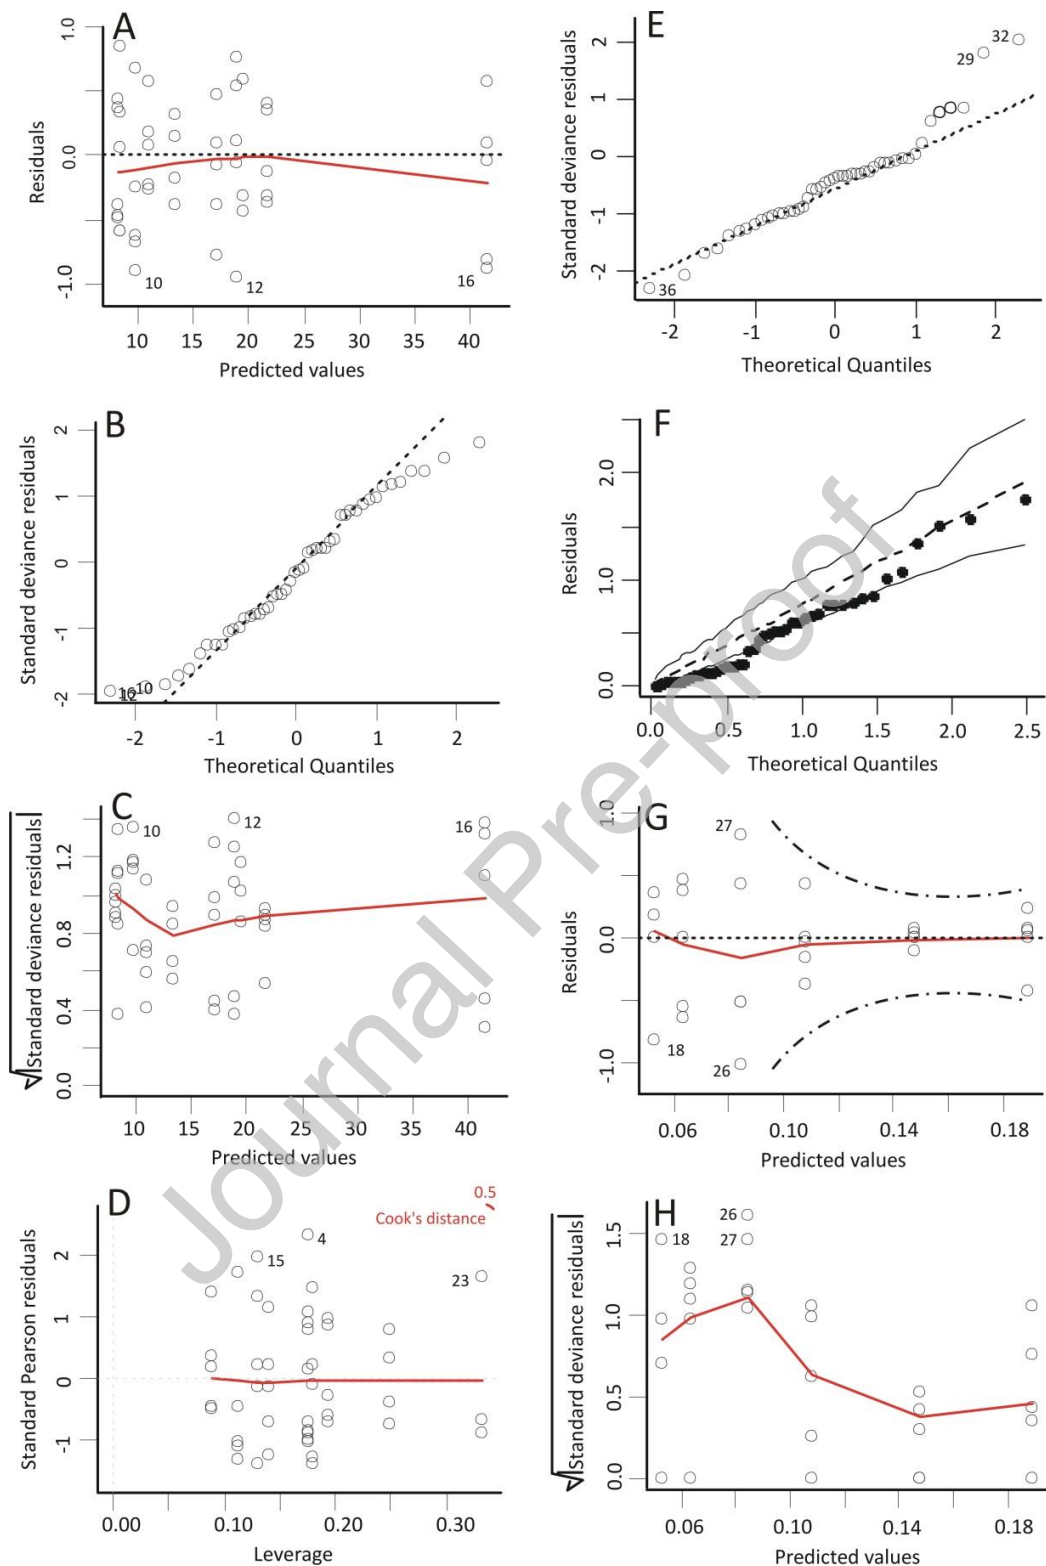 A
1.0
0.0
-1.0
Residuals
10
12
16
10 15 20 25 30 35 40
Predicted values
E
2
1
0
-1
-2
Standard deviance residuals
32
29
36
-2 -1 0 1 2
Theoretical Quantiles
B
2
1
0
-1
-2
Standard deviance residuals
16
10
12
-2 -1 0 1 2
Theoretical Quantiles
F
2.0
1.0
0.0
Residuals
0.0 0.5 1.0 1.5 2.0 2.5
Theoretical Quantiles
C
1.2
0.8
0.4
0.0
√|Standard deviance residuals|
10
12
16
10 15 20 25 30 35 40
Predicted values
G
1.0
0.0
-1.0
Residuals
27
18
26
0.06 0.10 0.14 0.18
Predicted values
D
2
1
0
-1
Standard Pearson residuals
0.5
Cook's distance
4
15
23
0.00 0.10 0.20 0.30
Leverage
H
1.5
1.0
0.5
0.0
√|Standard deviance residuals|
26
18
27
0.06 0.10 0.14 0.18
Predicted values
Journal Pre-proof